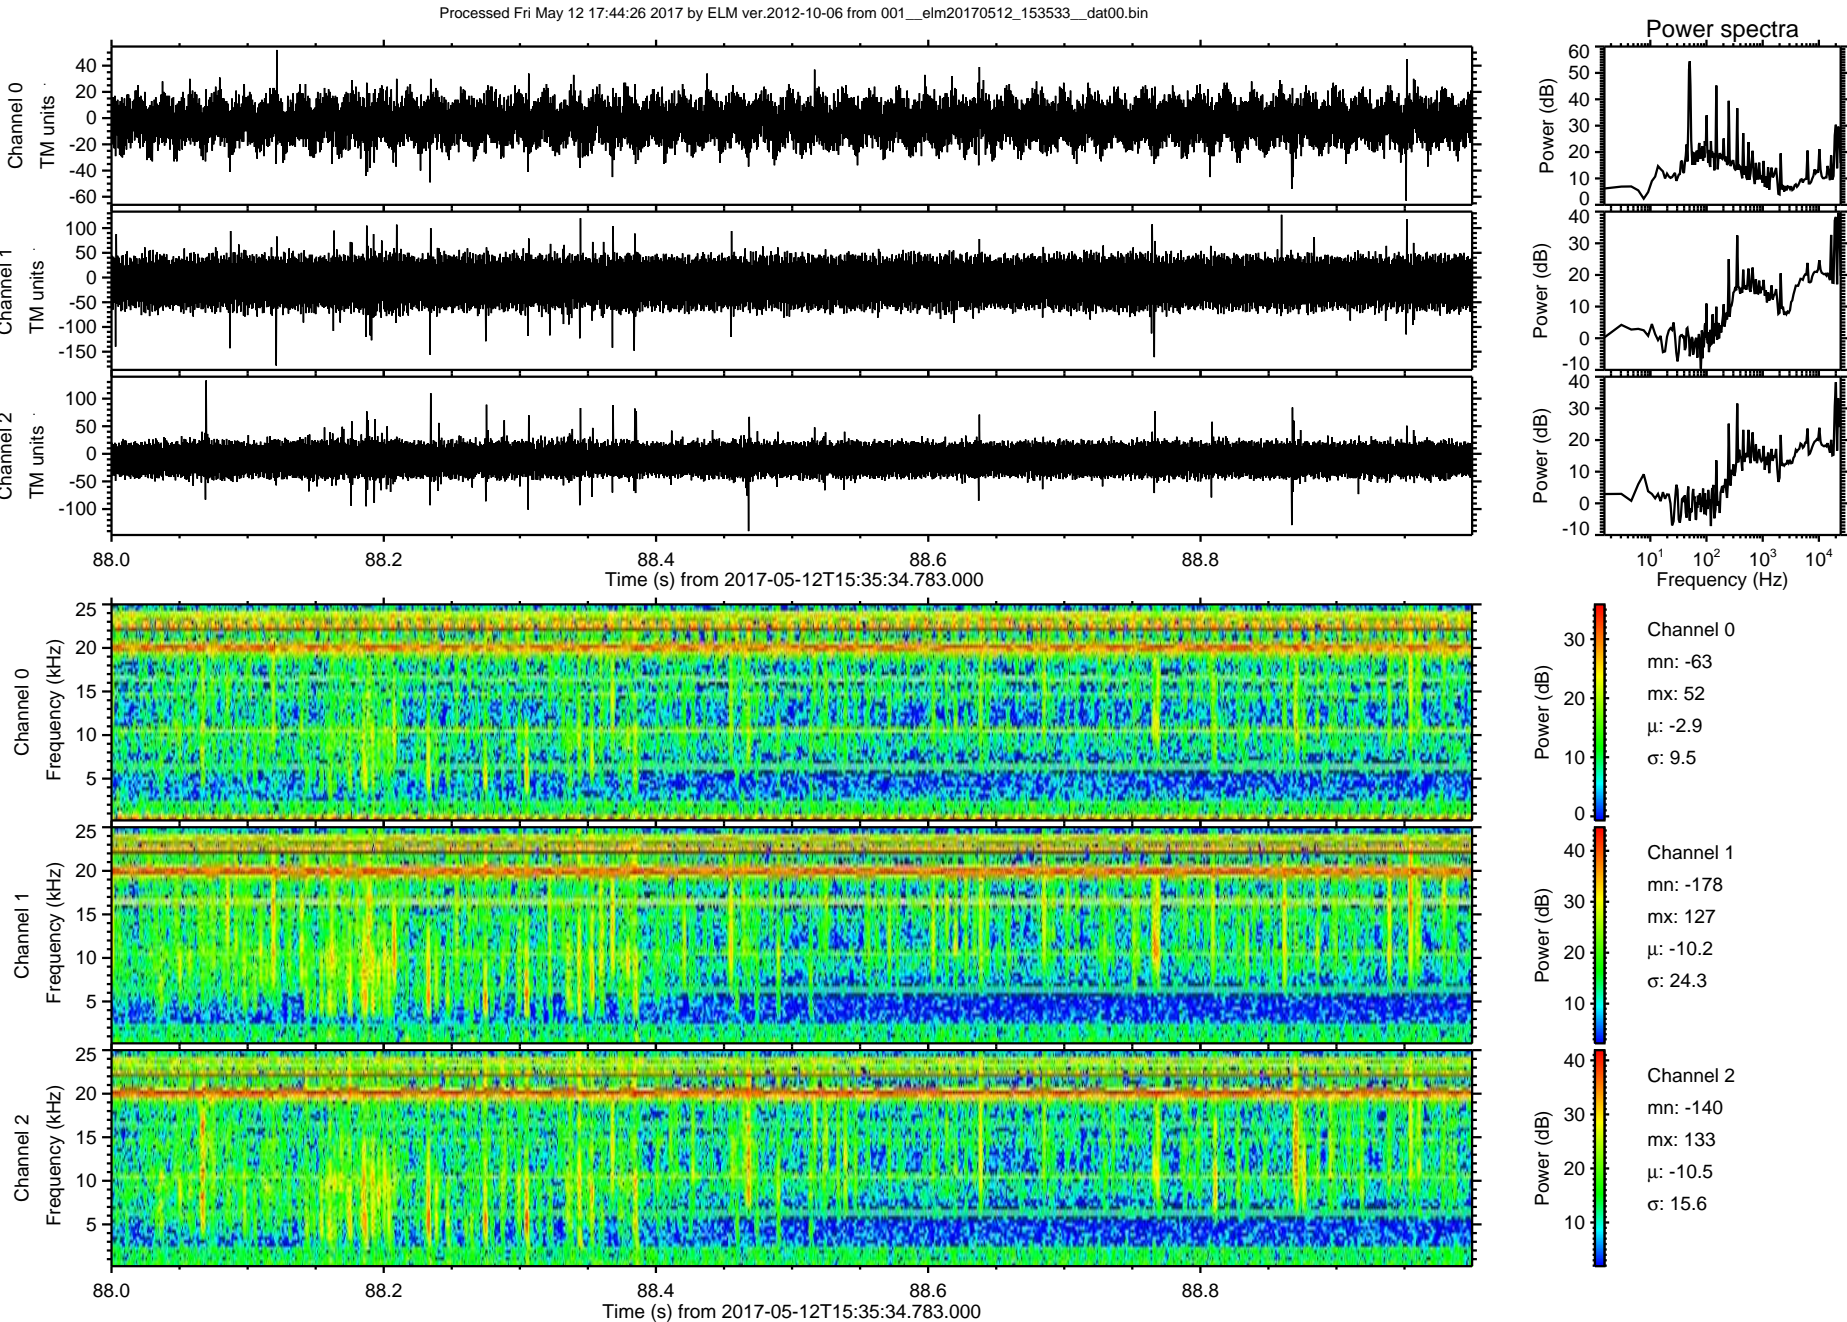 Processed Fri May 12 17:44:26 2017 by ELM ver.2012-10-06 from 001__elm20170512_153533__dat00.bin
Power spectra
Channel 0
TM units
40
20
0
-20
-40
-60
Power (dB)
60
50
40
30
20
10
0
Channel 1
TM units
100
50
0
-50
-100
-150
Power (dB)
40
30
20
10
0
-10
Channel 2
TM units
100
50
0
-50
-100
Power (dB)
40
30
20
10
0
-10
88.0 88.2 88.4 88.6 88.8
Time (s) from 2017-05-12T15:35:34.783.000
10^1 10^2 10^3 10^4
Frequency (Hz)
Channel 0
Frequency (kHz)
25
20
15
10
5
Power (dB)
30
20
10
0
Channel 0
mn: -63
mx: 52
μ: -2.9
σ: 9.5
Channel 1
Frequency (kHz)
25
20
15
10
5
Power (dB)
40
30
20
10
Channel 1
mn: -178
mx: 127
μ: -10.2
σ: 24.3
Channel 2
Frequency (kHz)
25
20
15
10
5
Power (dB)
40
30
20
10
Channel 2
mn: -140
mx: 133
μ: -10.5
σ: 15.6
88.0 88.2 88.4 88.6 88.8
Time (s) from 2017-05-12T15:35:34.783.000